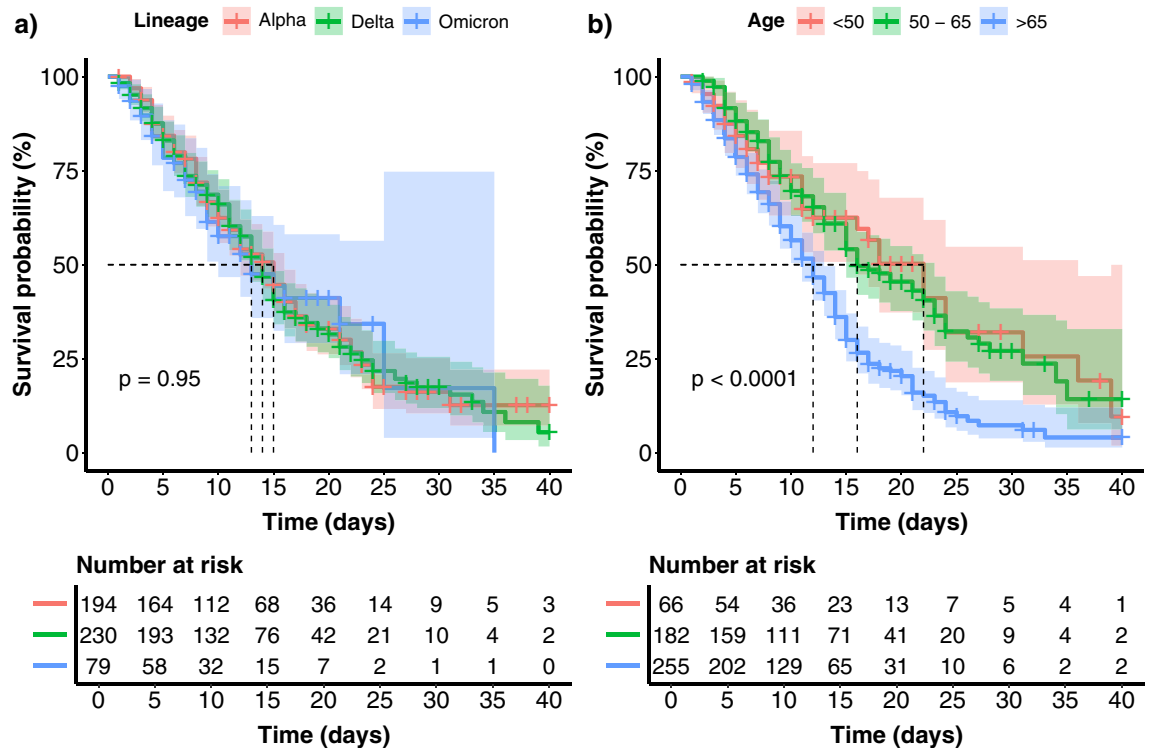 a)
Lineage Alpha Delta Omicron
Survival probability (%)
100
75
50
25
0
p = 0.95
0 5 10 15 20 25 30 35 40
Time (days)
Number at risk
194 164 112 68 36 14 9 5 3
230 193 132 76 42 21 10 4 2
79 58 32 15 7 2 1 1 0
0 5 10 15 20 25 30 35 40
Time (days)
b)
Age <50 50 − 65 >65
Survival probability (%)
100
75
50
25
0
p < 0.0001
0 5 10 15 20 25 30 35 40
Time (days)
Number at risk
66 54 36 23 13 7 5 4 1
182 159 111 71 41 20 9 4 2
255 202 129 65 31 10 6 2 2
0 5 10 15 20 25 30 35 40
Time (days)